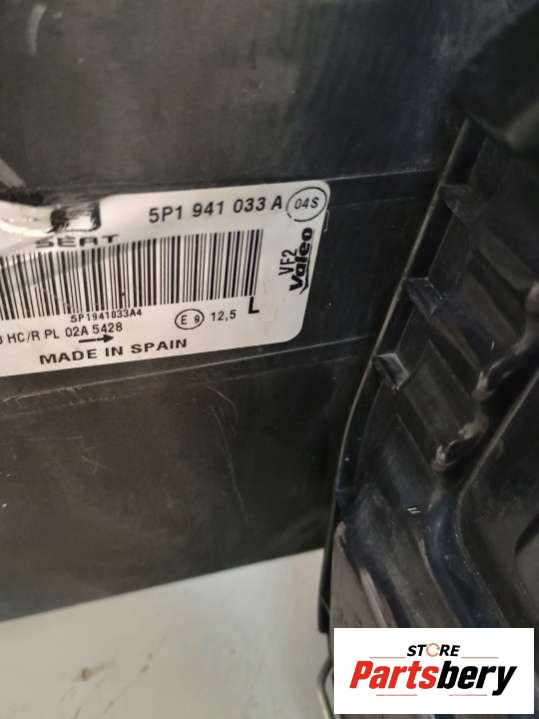 5P1 941 033 A 04S
SEAT
VF2
Valeo
5P1941033A4
HC/R PL 02A 5428
E 9 12,5 L
MADE IN SPAIN
STORE
Partsbery